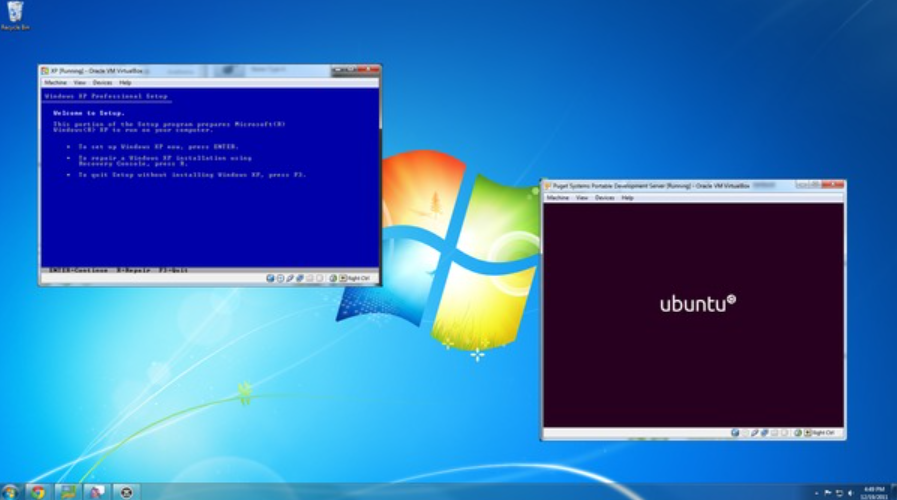 Recycle Bin
XP [Running] - Oracle VM VirtualBox
Machine View Devices Help
Windows XP Professional Setup
Welcome to Setup.
This portion of the Setup program prepares Microsoft(R)
Windows(R) XP to run on your computer.
• To set up Windows XP now, press ENTER.
• To repair a Windows XP installation using
Recovery Console, press R.
• To quit Setup without installing Windows XP, press F3.
ENTER=Continue R=Repair F3=Quit
Right Ctrl
Puget Systems Portable Development Server [Running] - Oracle VM VirtualBox
Machine View Devices Help
ubuntu
Right Ctrl
4:49 PM
12/19/2011